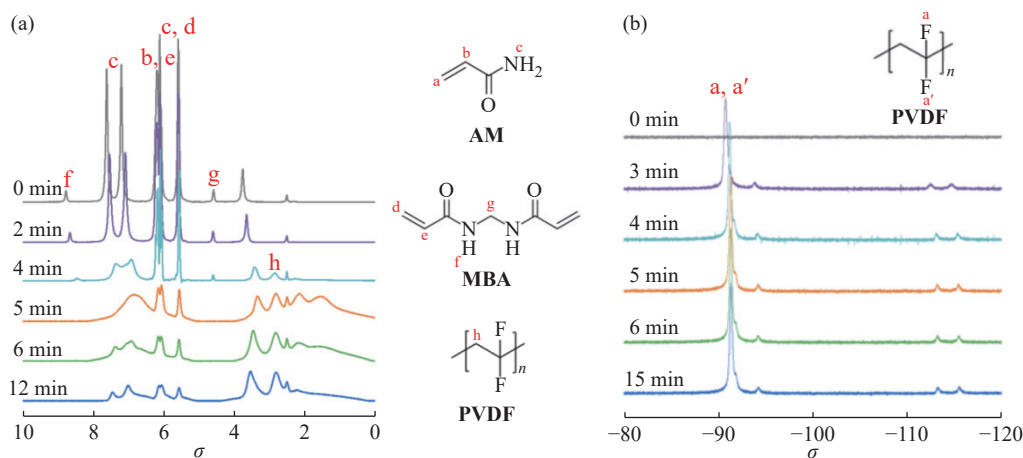 (a)
c
c, d
b, e
f
g
h
0 min
2 min
4 min
5 min
6 min
12 min
10 8 6 4 2 0
σ
a
b
c
NH₂
O
AM
O
O
d
e
g
N
H
N
H
f
MBA
h
F
F
n
PVDF
(b)
a
F
F
a′
n
PVDF
a, a′
0 min
3 min
4 min
5 min
6 min
15 min
−80 −90 −100 −110 −120
σ